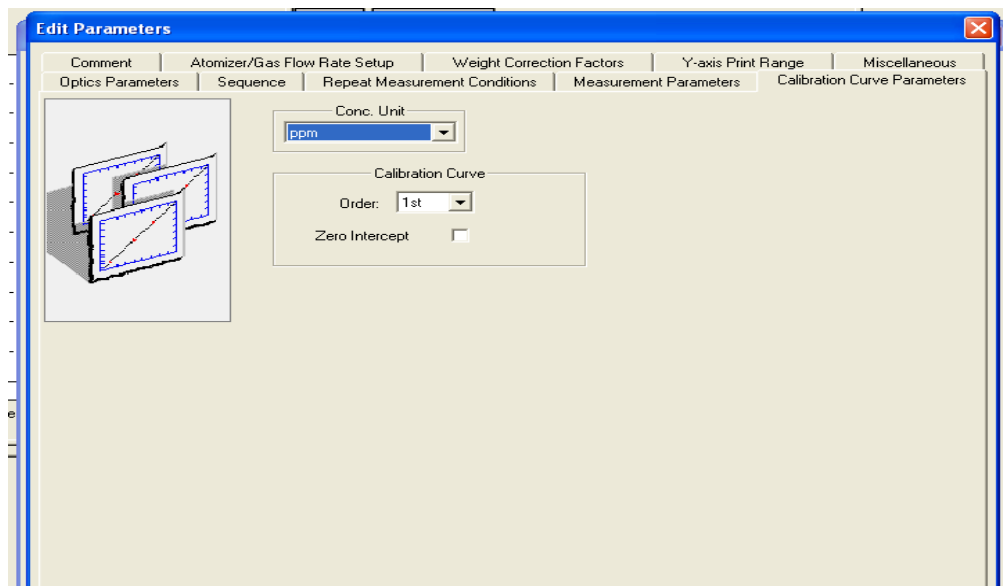 Edit Parameters
Comment Atomizer/Gas Flow Rate Setup Weight Correction Factors Y-axis Print Range Miscellaneous
Optics Parameters Sequence Repeat Measurement Conditions Measurement Parameters Calibration Curve Parameters
Conc. Unit
ppm
Calibration Curve
Order: 1st
Zero Intercept
e